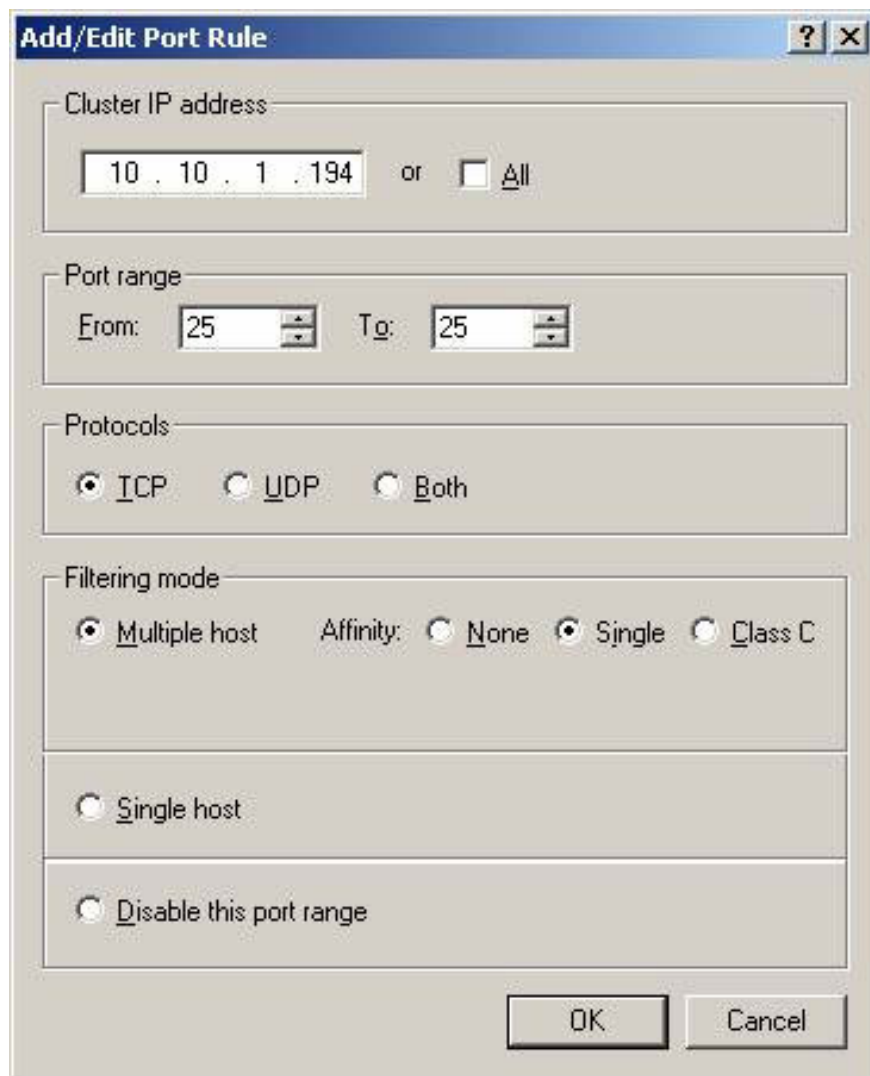 Add/Edit Port Rule
Cluster IP address
10 . 10 . 1 . 194 or All
Port range
From: 25 To: 25
Protocols
TCP UDP Both
Filtering mode
Multiple host Affinity: None Single Class C
Single host
Disable this port range
OK Cancel